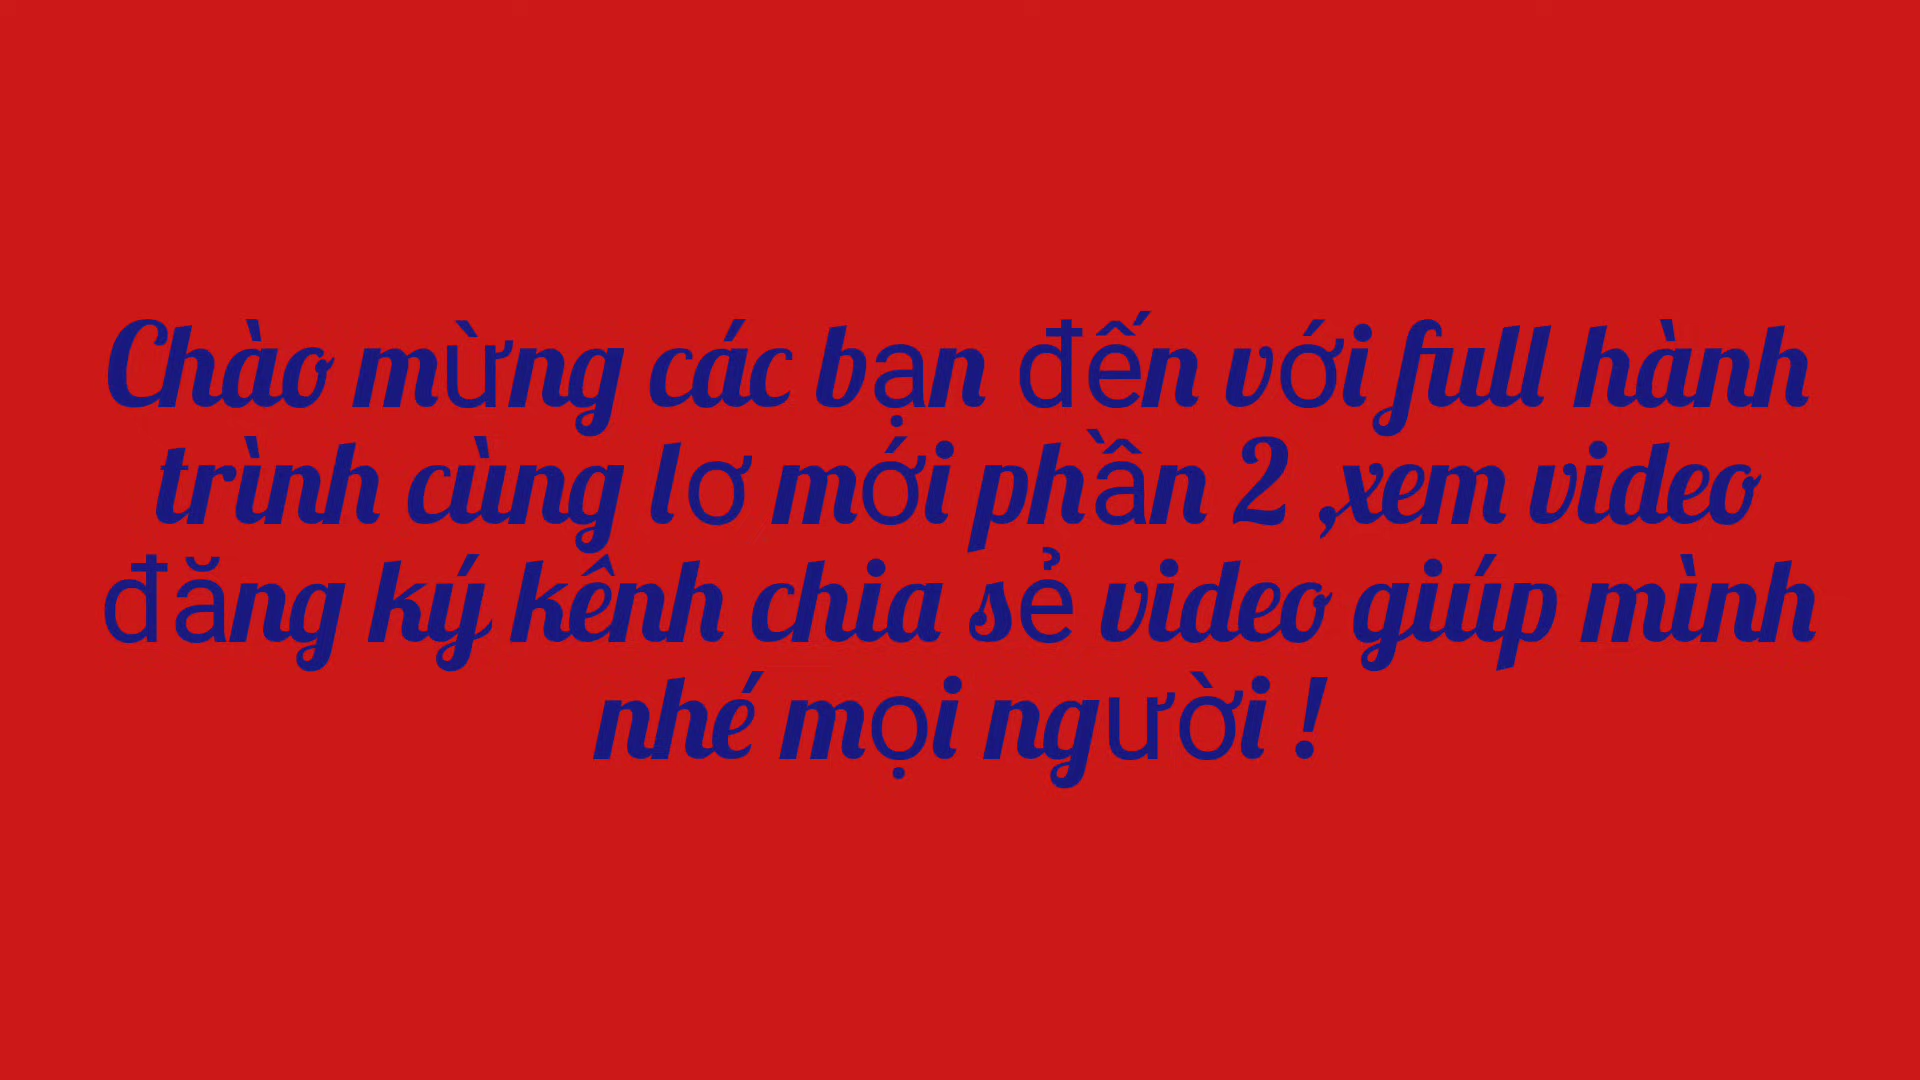 Chào mừng các bạn đến với full hành
trình cùng lơ mới phần 2 ,xem video
đăng ký kênh chia sẻ video giúp mình
nhé mọi người !